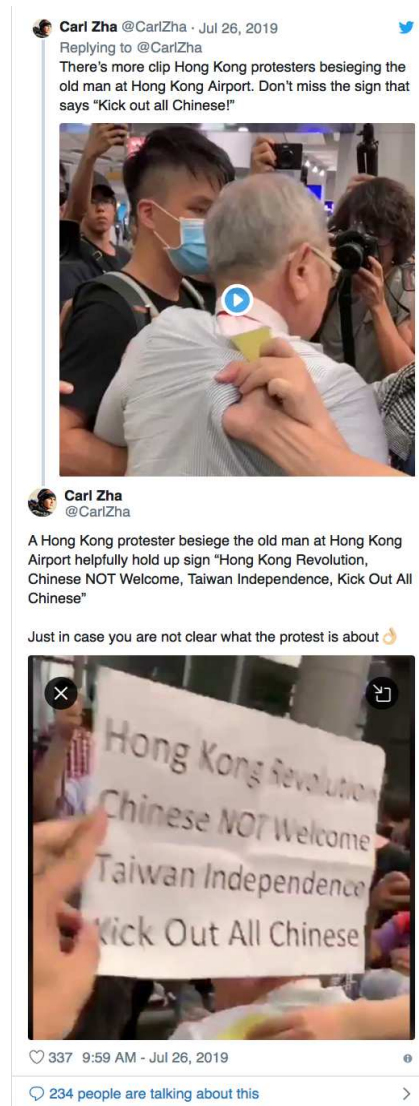 Carl Zha @CarlZha · Jul 26, 2019
Replying to @CarlZha
There's more clip Hong Kong protesters besieging the
old man at Hong Kong Airport. Don't miss the sign that
says “Kick out all Chinese!”
Carl Zha
@CarlZha
A Hong Kong protester besiege the old man at Hong Kong
Airport helpfully hold up sign “Hong Kong Revolution,
Chinese NOT Welcome, Taiwan Independence, Kick Out All
Chinese”
Just in case you are not clear what the protest is about👌🏼
Hong Kong Revolution
Chinese NOT Welcome
Taiwan Independence
Kick Out All Chinese
337 9:59 AM - Jul 26, 2019
234 people are talking about this